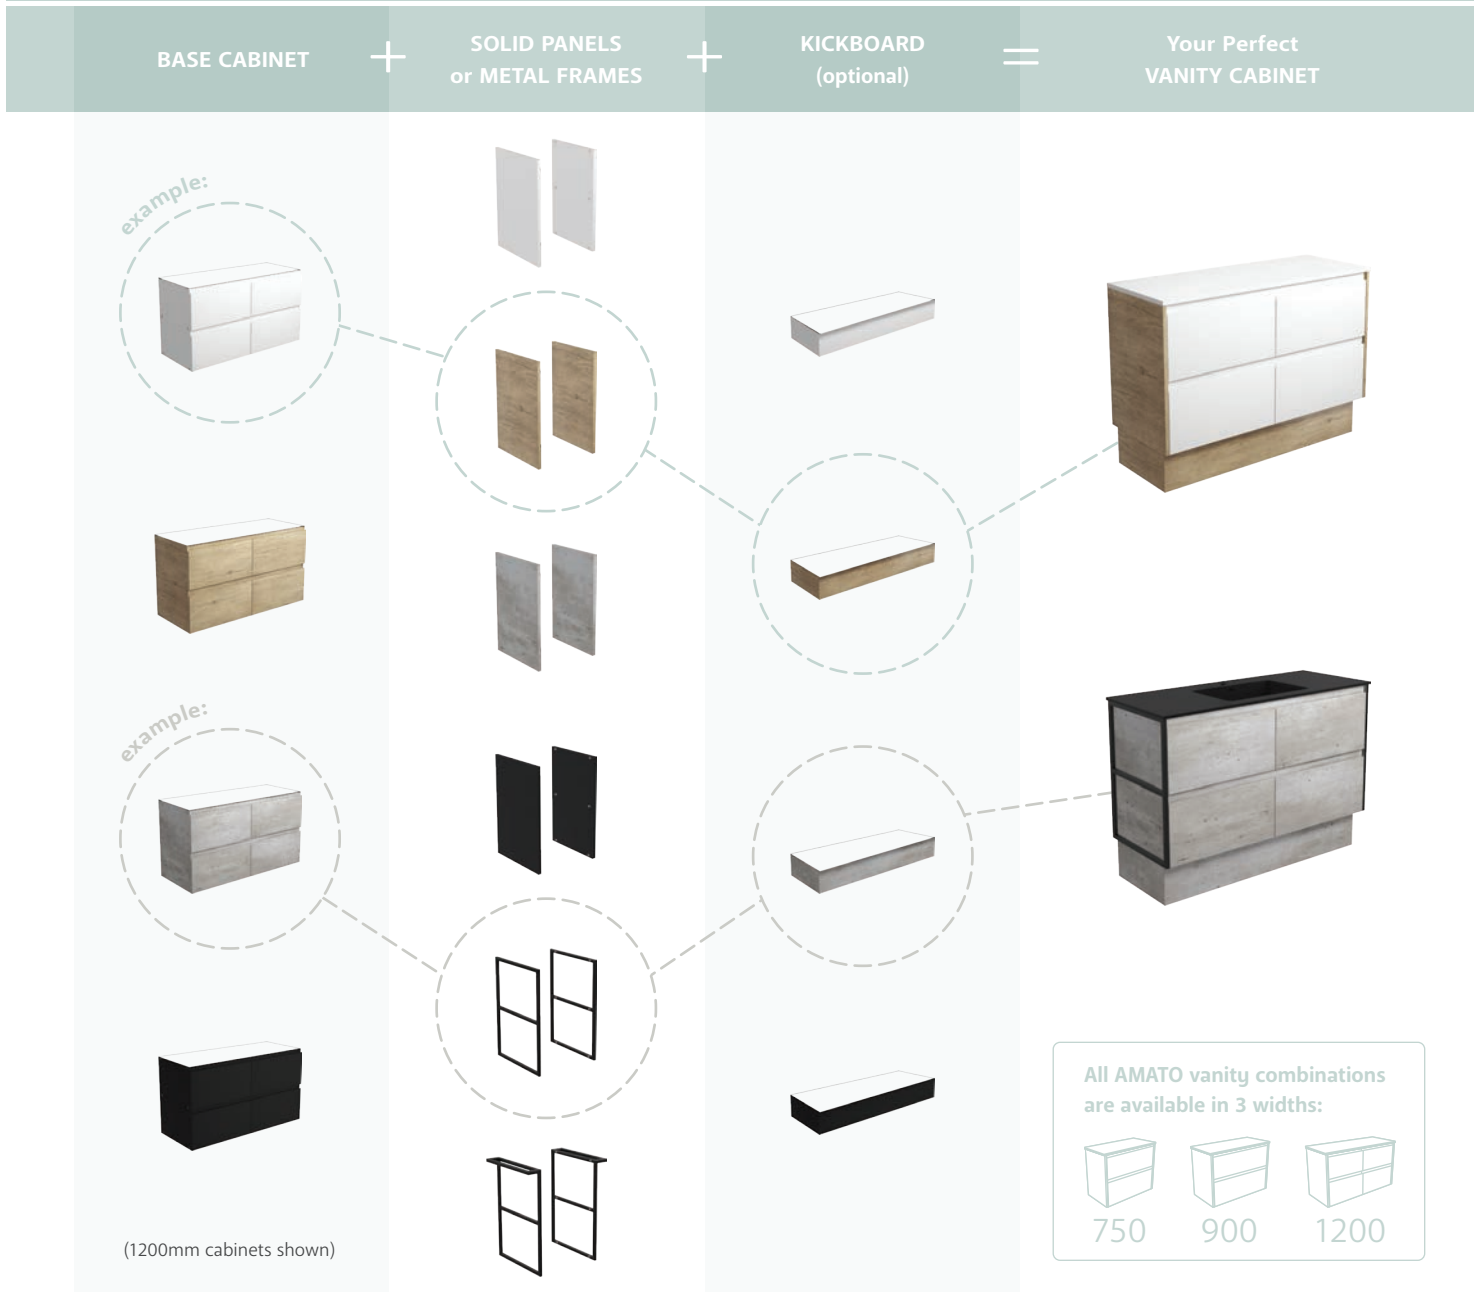 BASE CABINET
+
SOLID PANELS
or METAL FRAMES
+
KICKBOARD
(optional)
=
Your Perfect
VANITY CABINET
example:
example:
(1200mm cabinets shown)
All AMATO vanity combinations
are available in 3 widths:
750 900 1200